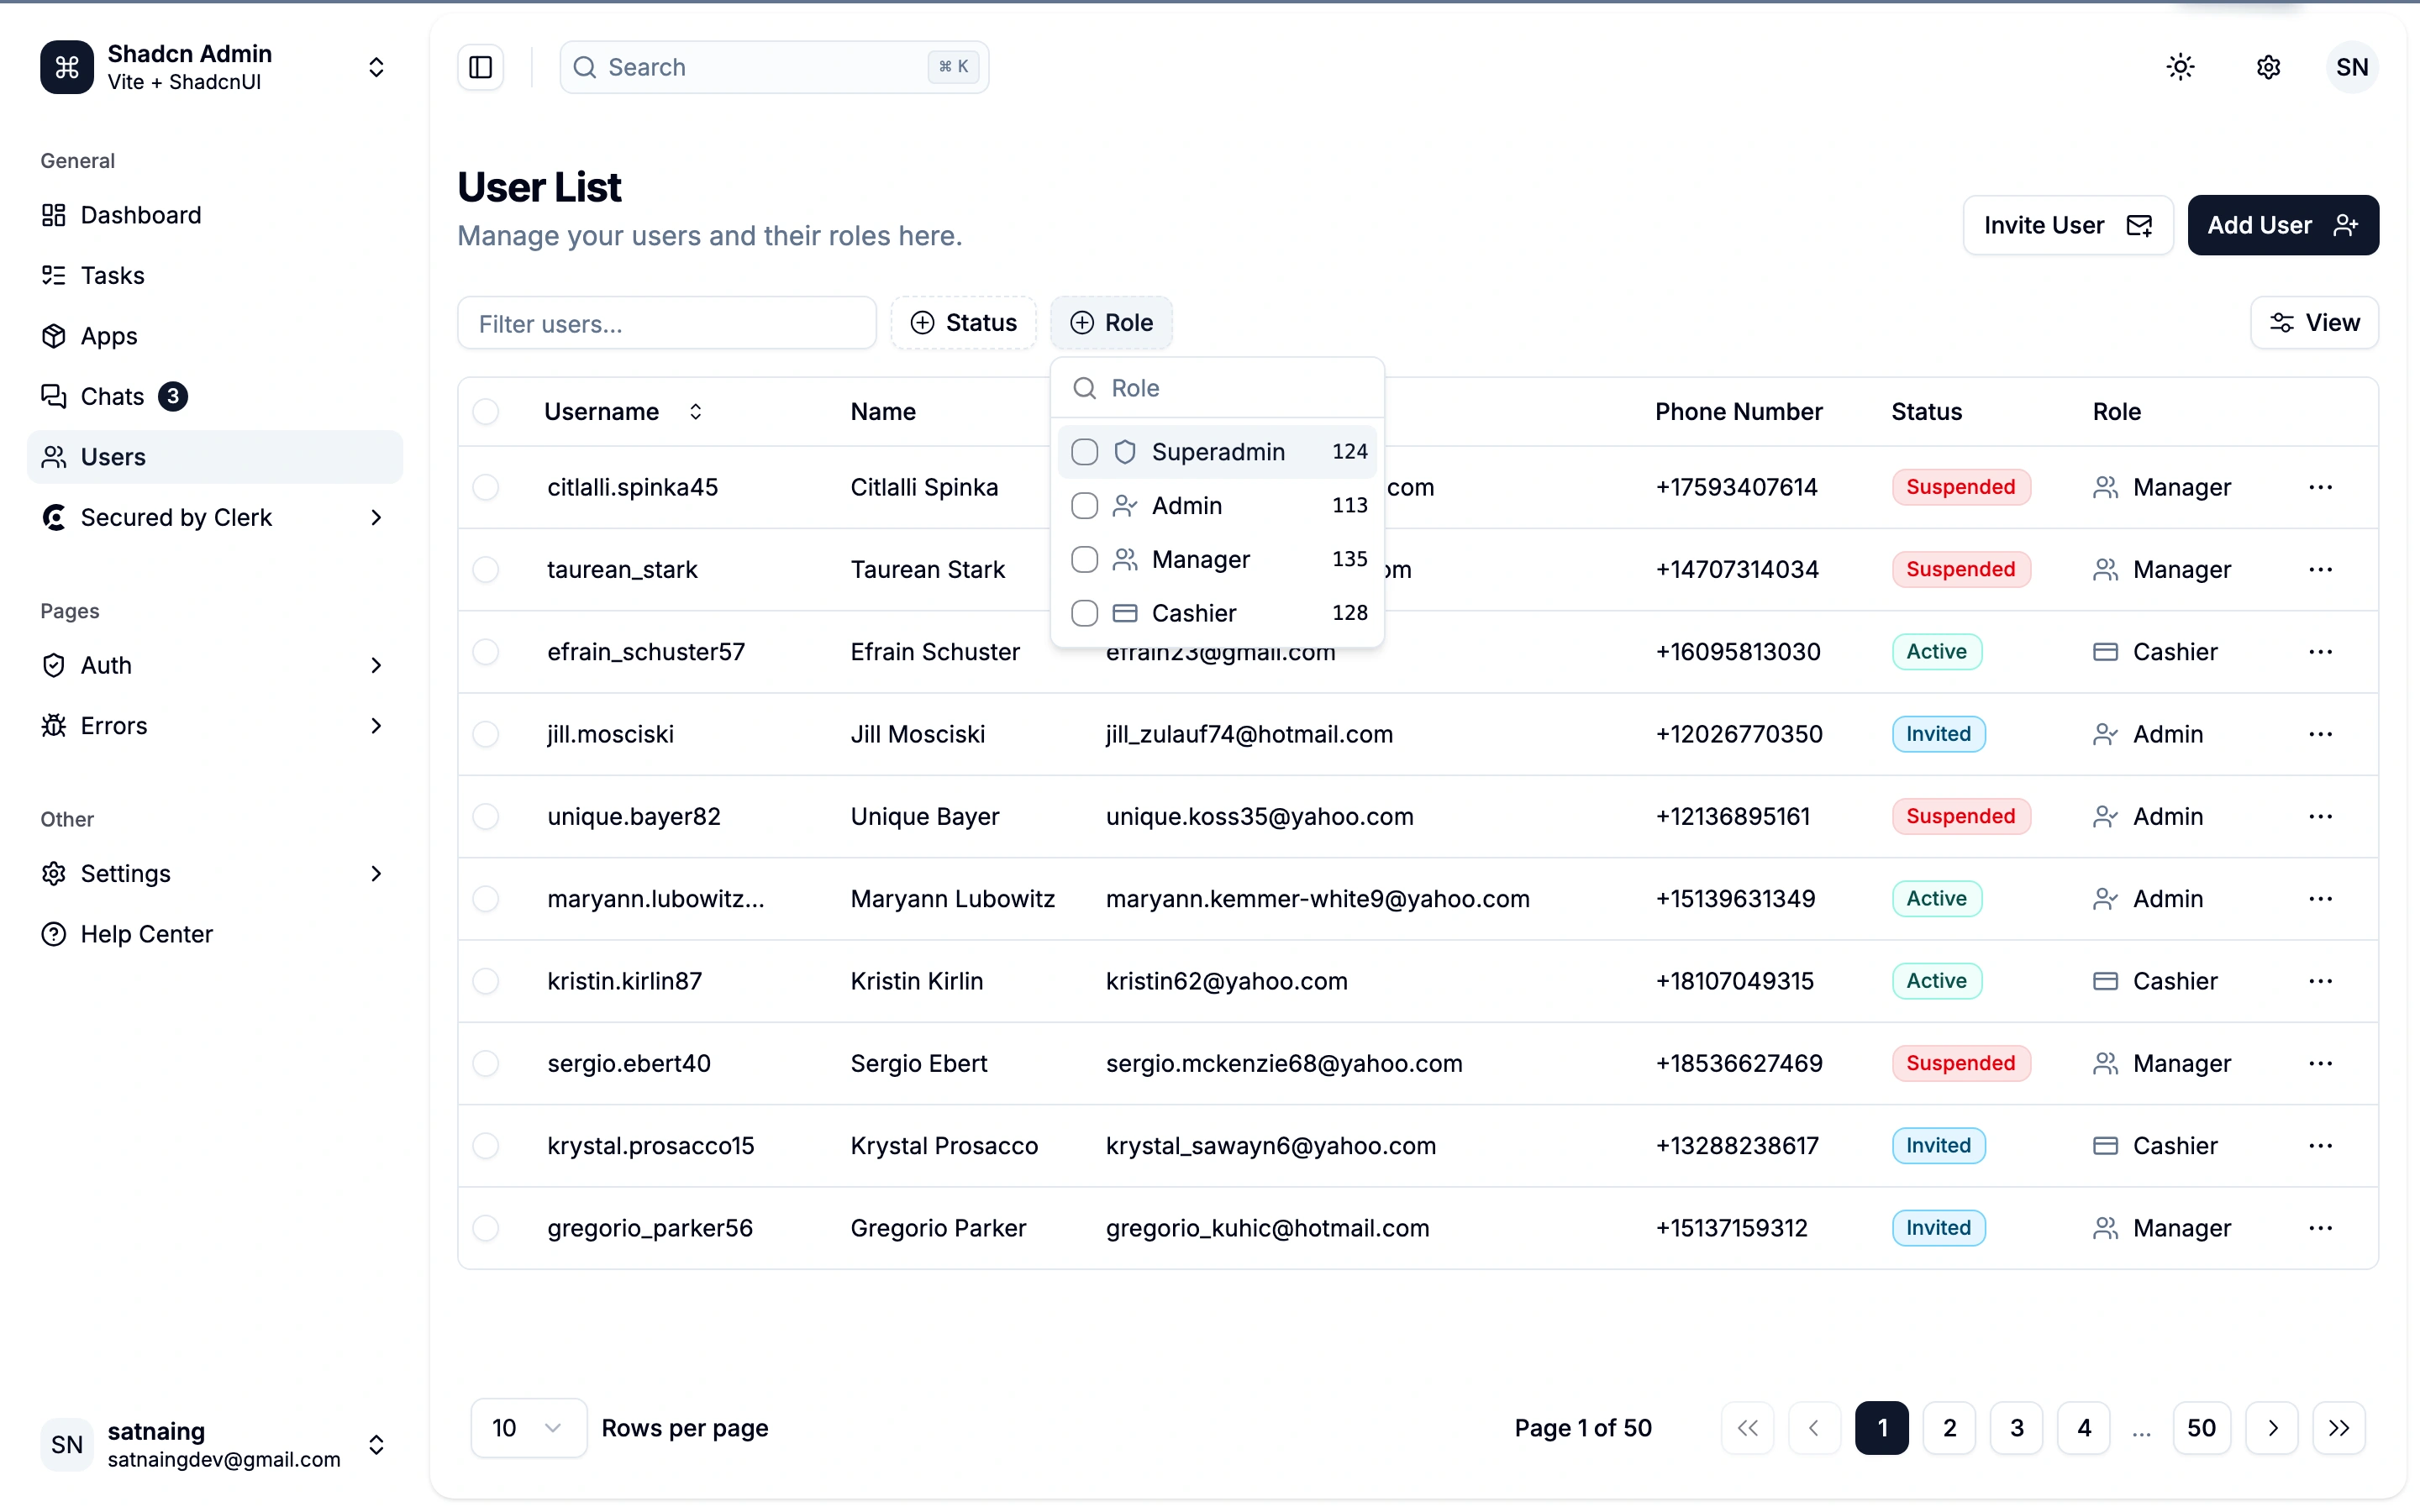 Shadcn Admin
Vite + ShadcnUI
General
Dashboard
Tasks
Apps
Chats 3
Users
Secured by Clerk
Pages
Auth
Errors
Other
Settings
Help Center
SN
satnaing
satnaingdev@gmail.com
Search ⌘ K
SN
User List
Manage your users and their roles here.
Invite User
Add User
Filter users...
Status
Role
View
Role
Superadmin 124
Admin 113
Manager 135
Cashier 128
Username Name Phone Number Status Role
citlalli.spinka45 Citlalli Spinka com +17593407614 Suspended Manager
taurean_stark Taurean Stark +14707314034 Suspended Manager
efrain_schuster57 Efrain Schuster efrain23@gmail.com +16095813030 Active Cashier
jill.mosciski Jill Mosciski jill_zulauf74@hotmail.com +12026770350 Invited Admin
unique.bayer82 Unique Bayer unique.koss35@yahoo.com +12136895161 Suspended Admin
maryann.lubowitz... Maryann Lubowitz maryann.kemmer-white9@yahoo.com +15139631349 Active Admin
kristin.kirlin87 Kristin Kirlin kristin62@yahoo.com +18107049315 Active Cashier
sergio.ebert40 Sergio Ebert sergio.mckenzie68@yahoo.com +18536627469 Suspended Manager
krystal.prosacco15 Krystal Prosacco krystal_sawayn6@yahoo.com +13288238617 Invited Cashier
gregorio_parker56 Gregorio Parker gregorio_kuhic@hotmail.com +15137159312 Invited Manager
10 Rows per page
Page 1 of 50
1 2 3 4 ... 50